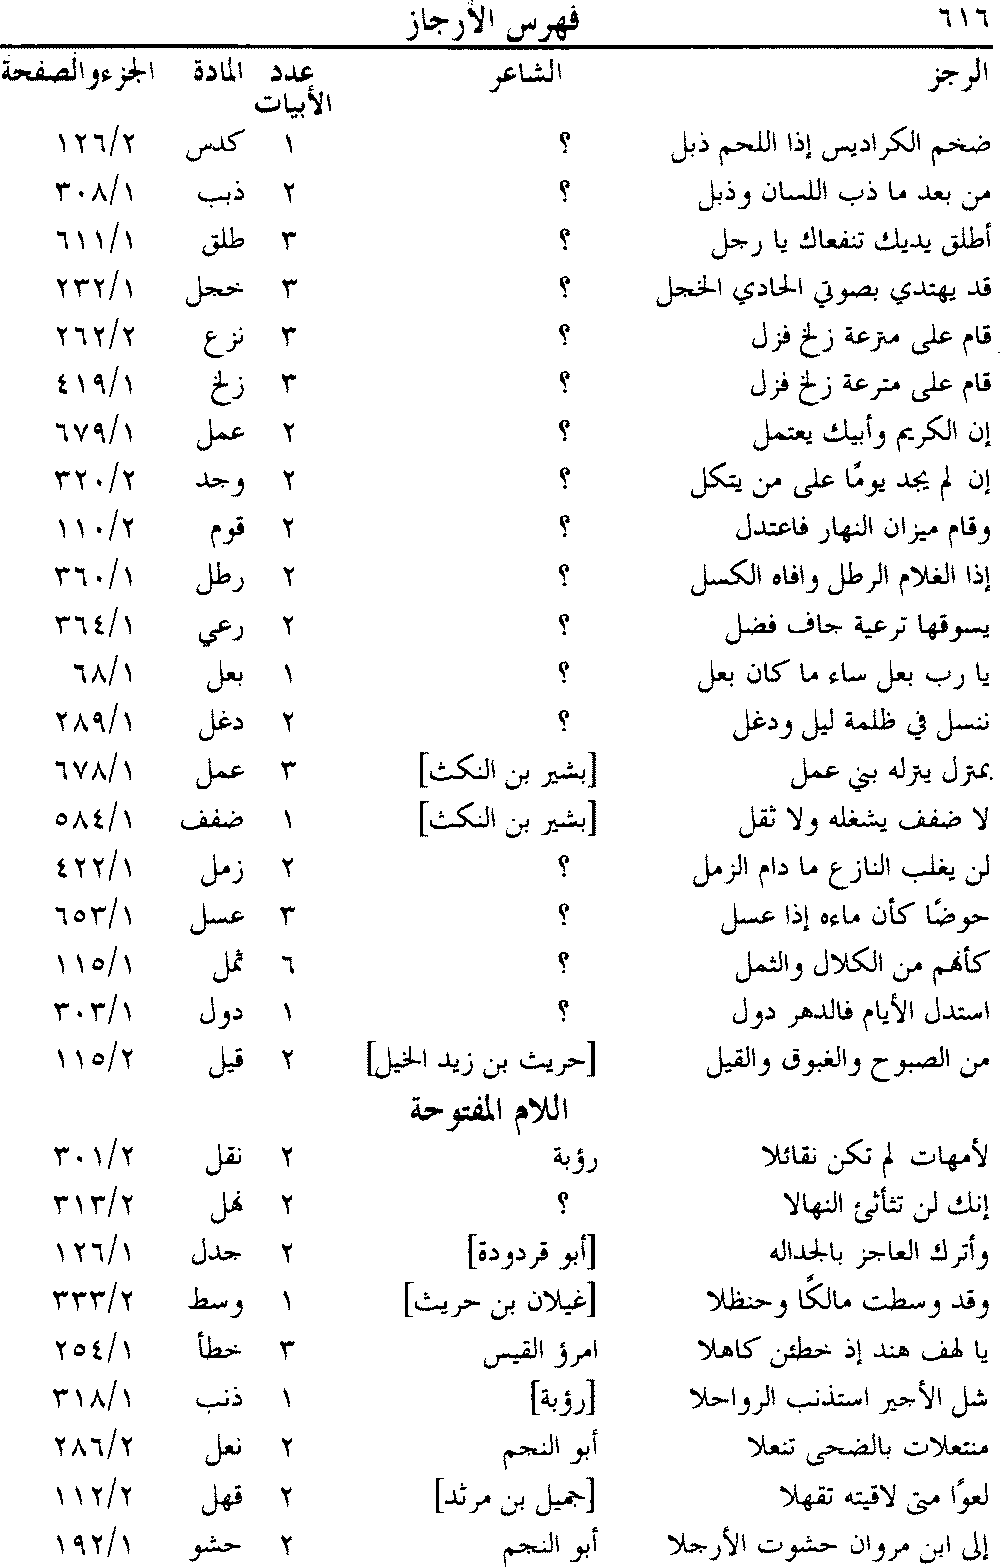 ٦١٦ فهرس الأرجاز
الرجز الشاعر عدد المادة الجزء والصفحة
الأبيات
ضخم الكراديس إذا اللحم ذبل ؟ ١ كدس ١٢٦/٢
من بعد ما ذب اللسان وذبل ؟ ٢ ذبب ٣٠٨/١
أطلق يديك تنفعاك يا رجل ؟ ٣ طلق ٦١١/١
قد يهتدي بصوتي الحادي الخجل ؟ ٣ خجل ٢٣٢/١
قام على منزعة زلخ فزل ؟ ٣ نزع ٢٦٢/٢
قام على مترعة زلخ فزل ؟ ٣ زلخ ٤١٩/١
إن الكريم وأبيك يعتمل ؟ ٢ عمل ٦٧٩/١
إن لم يجد يومًا على من يتكل ؟ ٢ وجد ٣٢٠/٢
وقام ميزان النهار فاعتدل ؟ ٢ قوم ١١٠/٢
إذا الغلام الرطل وافاه الكسل ؟ ٢ رطل ٣٦٠/١
يسوقها ترعية جاف فضل ؟ ٢ رعي ٣٦٤/١
يا رب بعل ساء ما كان بعل ؟ ١ بعل ٦٨/١
ننسل في ظلمة ليل ودغل ؟ ٢ دغل ٢٨٩/١
بمنزل ينزله بني عمل [بشير بن النكث] ٣ عمل ٦٧٨/١
لا ضفف يشغله ولا ثقل [بشير بن النكث] ١ ضفف ٥٨٤/١
لن يغلب النازع ما دام الزمل ؟ ٢ زمل ٤٢٢/١
حوضًا كأن ماءه إذا عسل ؟ ٣ عسل ٦٥٣/١
كأنهم من الكلال والثمل ؟ ٦ ثمل ١١٥/١
استدل الأيام فالدهر دول ؟ ١ دول ٣٠٣/١
من الصبوح والغبوق والقيل [حريث بن زيد الخيل] ٢ قيل ١١٥/٢
اللام المفتوحة
لأمهات لم تكن نقائلا رؤبة ٢ نقل ٣٠١/٢
إنك لن تثأثئ النهالا ؟ ٢ نهل ٣١٣/٢
وأترك العاجز بالجداله [أبو قردودة] ٢ جدل ١٢٦/١
وقد وسطت مالكًا وحنظلا [غيلان بن حريث] ١ وسط ٣٣٣/٢
يا لهف هند إذ خطئن كاهلا امرؤ القيس ٣ خطأ ٢٥٤/١
شل الأجير استذنب الرواحلا [رؤبة] ١ ذنب ٣١٨/١
منتعلات بالضحى تنعلا أبو النجم ٢ نعل ٢٨٦/٢
لعوًا متى لاقيته تقهلا [جميل بن مرثد] ٢ قهل ١١٢/٢
إلى ابن مروان حشوت الأرجلا أبو النجم ٢ حشو ١٩٢/١